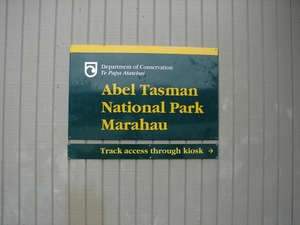 Department of Conservation
Te Papa Atawhai
Abel Tasman
National Park
Marahau
Track access through kiosk →